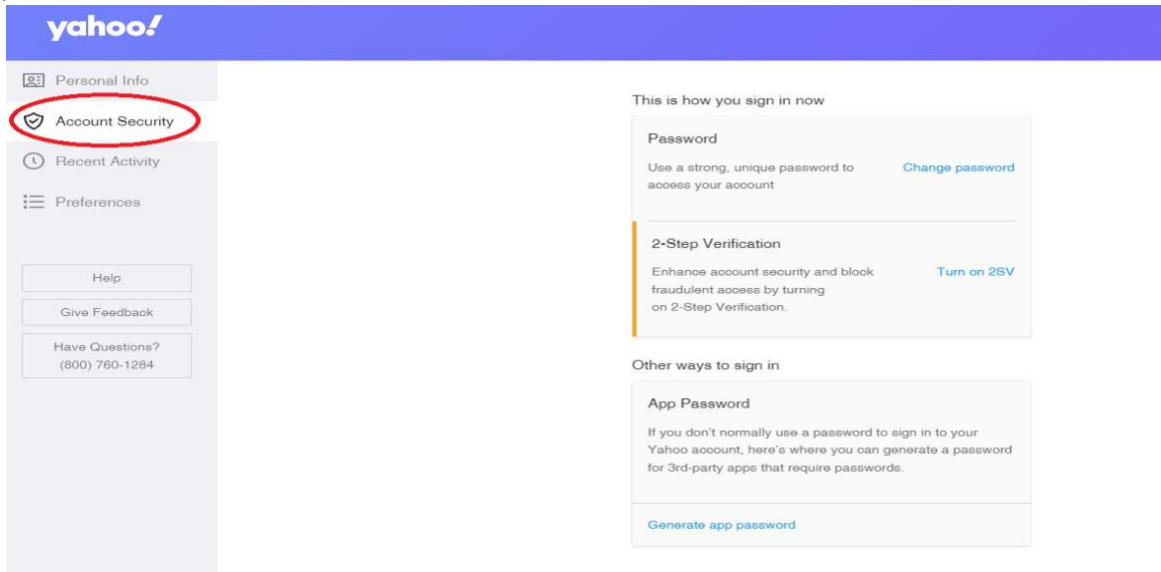 yahoo!
Personal Info
Account Security
Recent Activity
Preferences
Help
Give Feedback
Have Questions?
(800) 760-1284
This is how you sign in now
Password
Use a strong, unique password to
access your account
Change password
2-Step Verification
Enhance account security and block
fraudulent access by turning
on 2-Step Verification.
Turn on 2SV
Other ways to sign in
App Password
If you don't normally use a password to sign in to your
Yahoo account, here's where you can generate a password
for 3rd-party apps that require passwords.
Generate app password